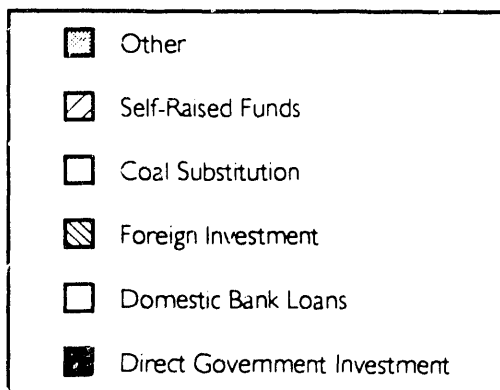 Other
Self-Raised Funds
Coal Substitution
Foreign Investment
Domestic Bank Loans
Direct Government Investment